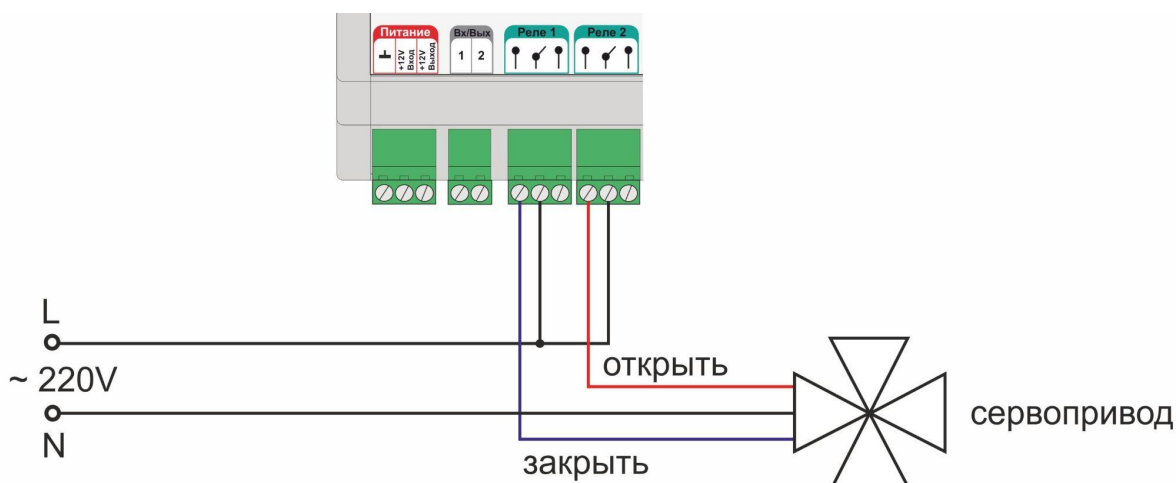 Питание
Вх/Вых
Реле 1
Реле 2
+12V
Вход
+12V
Выход
1
2
L
~ 220V
N
открыть
закрыть
сервопривод